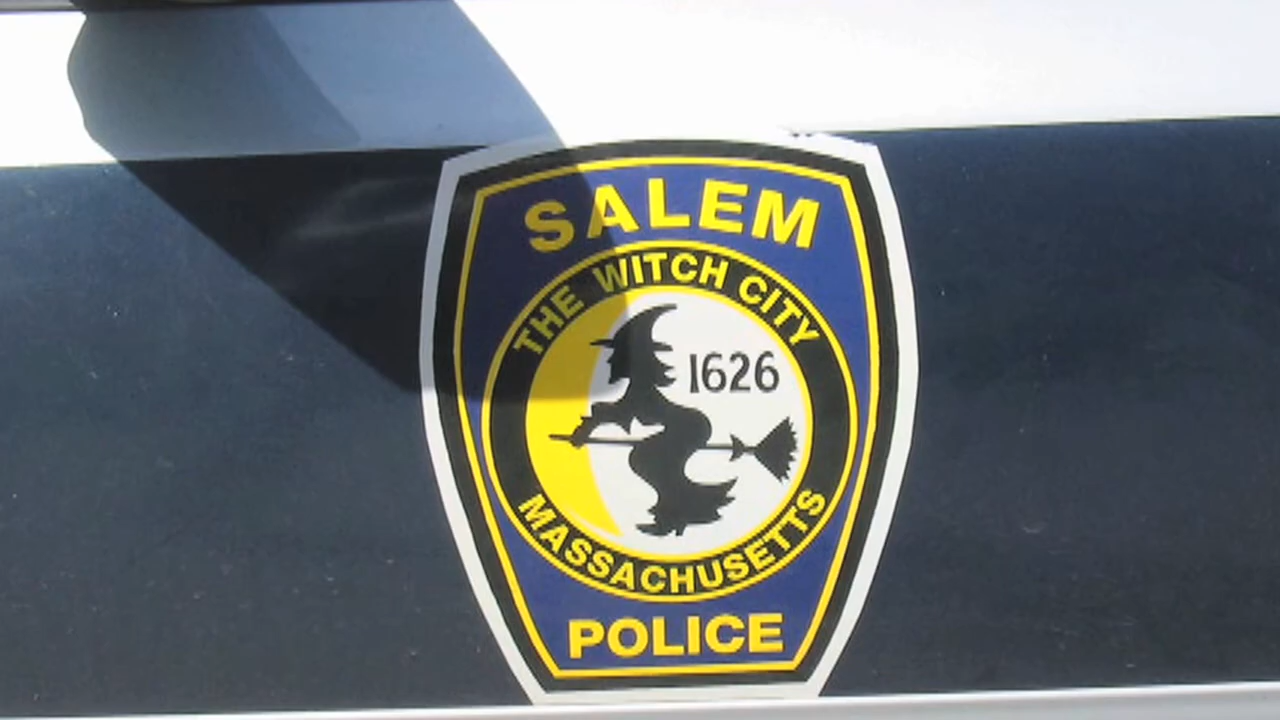 SALEM
THE WITCH CITY
1626
MASSACHUSETTS
POLICE